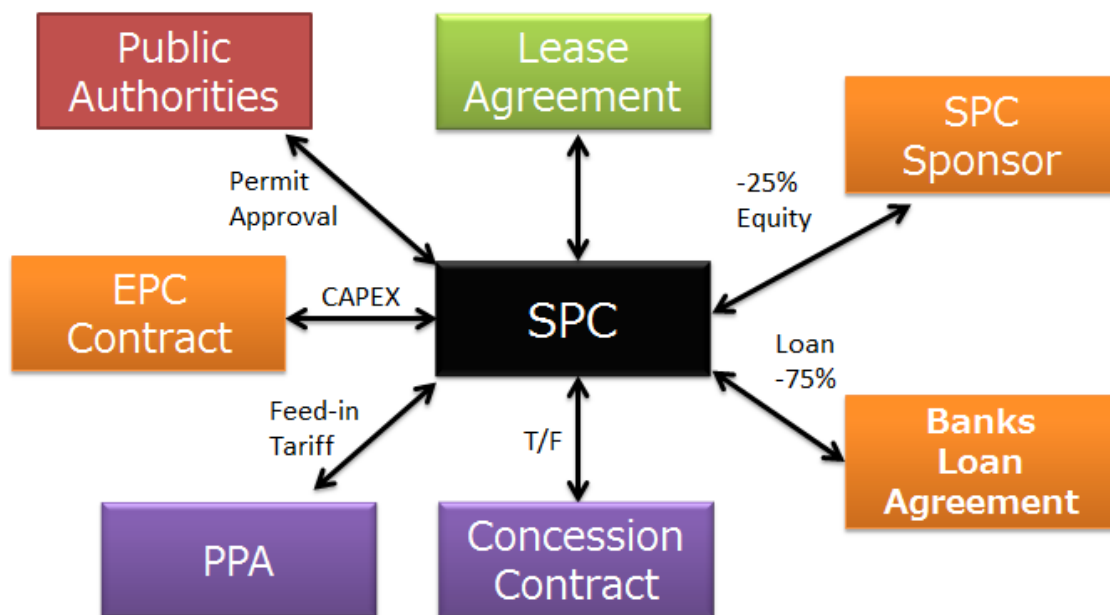 Public
Authorities
Lease
Agreement
SPC
Sponsor
Permit
Approval
-25%
Equity
EPC
Contract
CAPEX
SPC
Loan
-75%
Feed-in
Tariff
T/F
Banks
Loan
Agreement
PPA
Concession
Contract